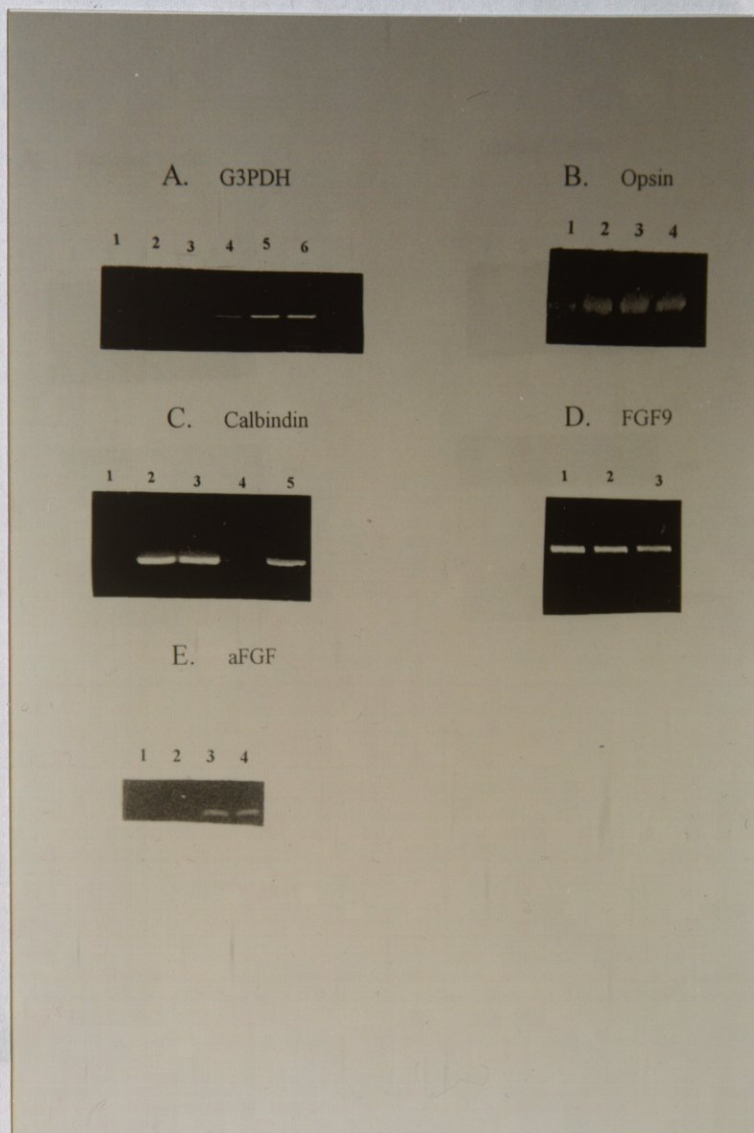 A. G3PDH
1 2 3 4 5 6
B. Opsin
1 2 3 4
C. Calbindin
1 2 3 4 5
D. FGF9
1 2 3
E. aFGF
1 2 3 4